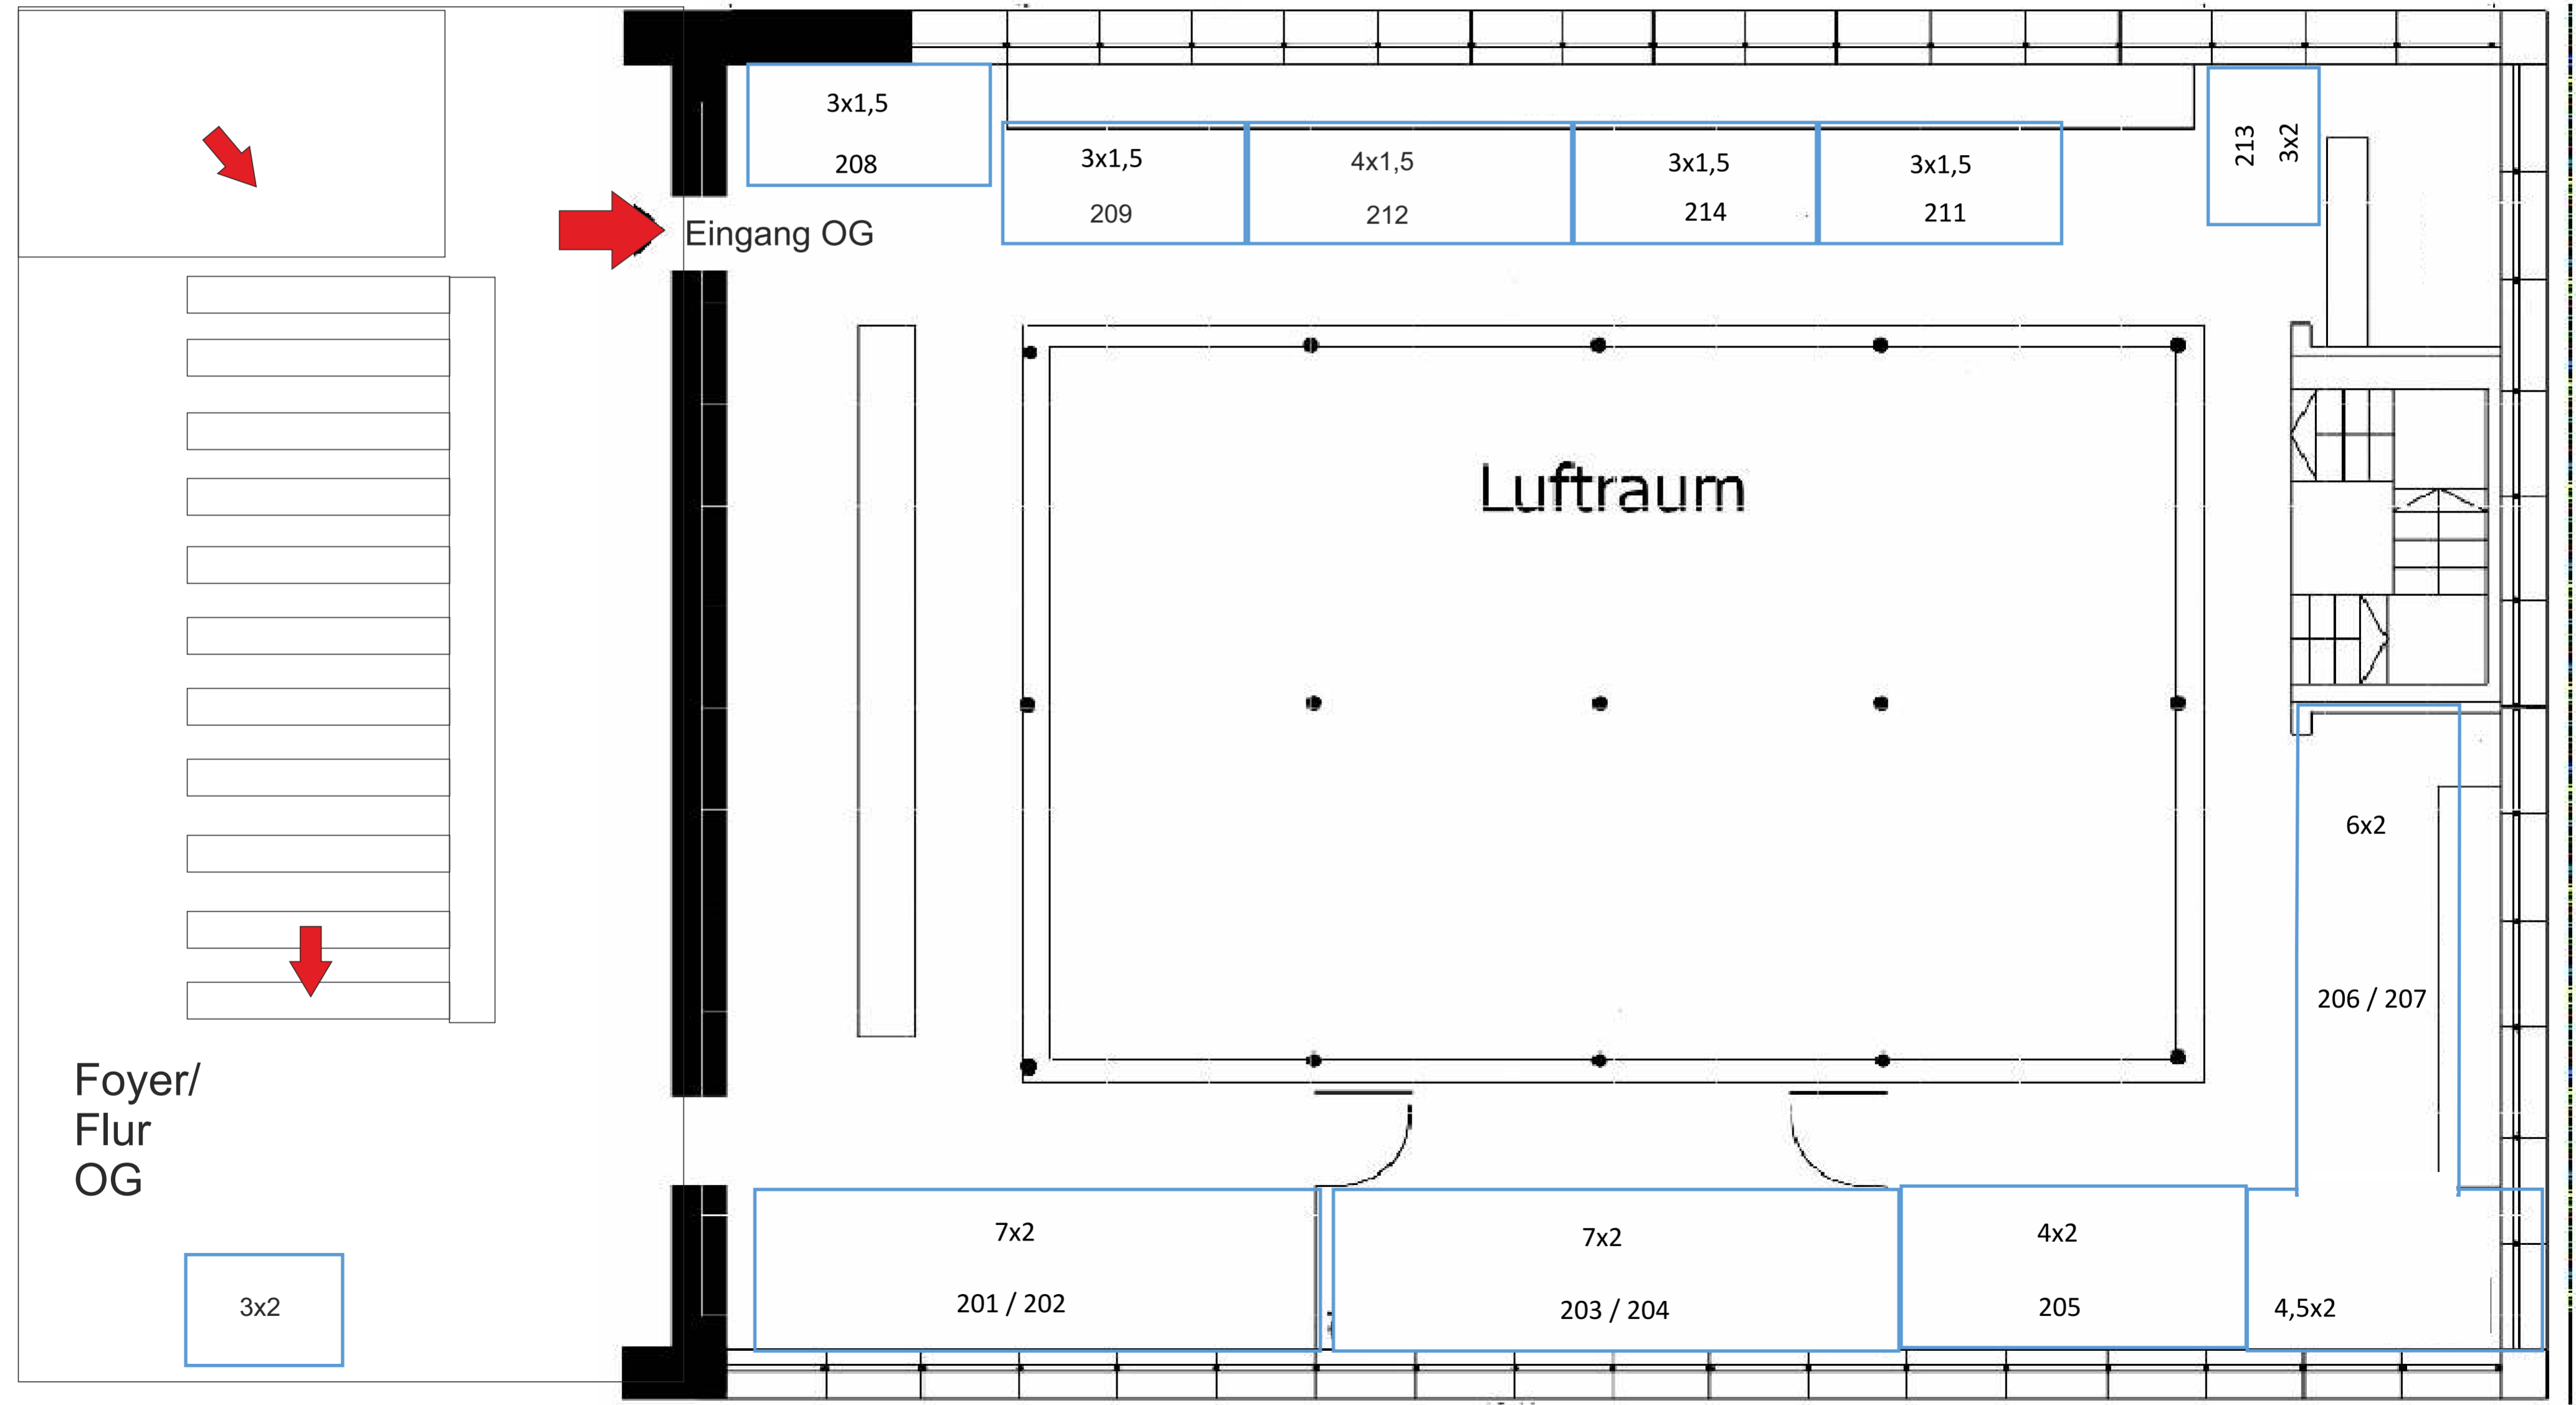 3x1,5
208
Eingang OG
3x1,5
209
4x1,5
212
3x1,5
214
3x1,5
211
213
3x2
Luftraum
6x2
206 / 207
Foyer/
Flur
OG
3x2
7x2
201 / 202
7x2
203 / 204
4x2
205
4,5x2